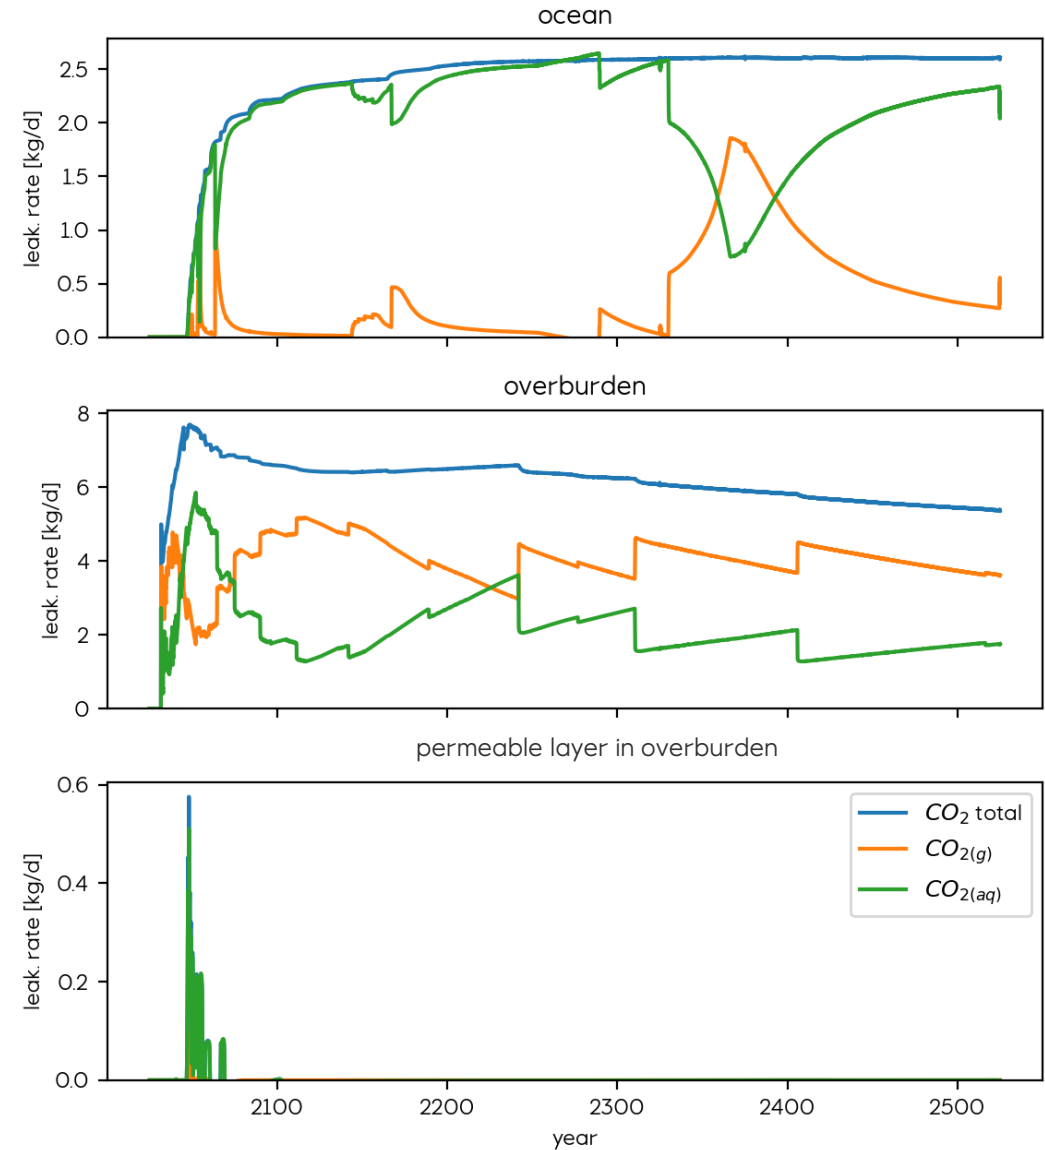 ocean
2.5
2.0
1.5
1.0
0.5
0.0
leak. rate [kg/d]
overburden
8
6
4
2
0
leak. rate [kg/d]
permeable layer in overburden
0.6
0.4
0.2
0.0
leak. rate [kg/d]
CO₂ total
CO₂₍g₎
CO₂₍aq₎
2100 2200 2300 2400 2500
year